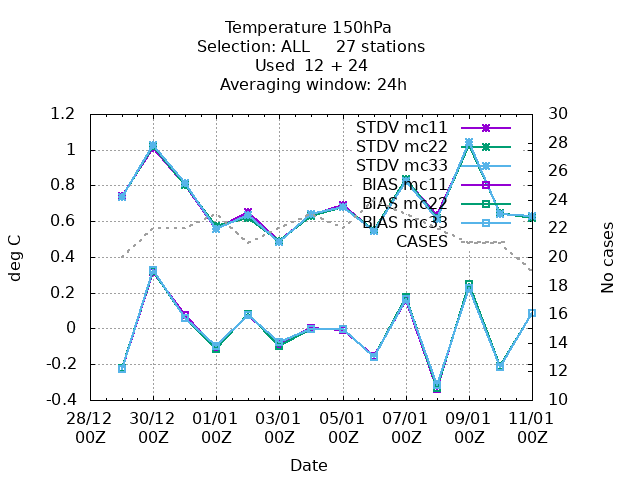 Temperature 150hPa
Selection: ALL     27 stations
Used  12 + 24
Averaging window: 24h
1.2
1
0.8
0.6
0.4
0.2
0
-0.2
-0.4
deg C
STDV mc11
STDV mc22
STDV mc33
BIAS mc11
BIAS mc22
BIAS mc33
CASES
30
28
26
24
22
20
18
16
14
12
10
No cases
28/12 30/12 01/01 03/01 05/01 07/01 09/01 11/01
00Z 00Z 00Z 00Z 00Z 00Z 00Z 00Z
Date